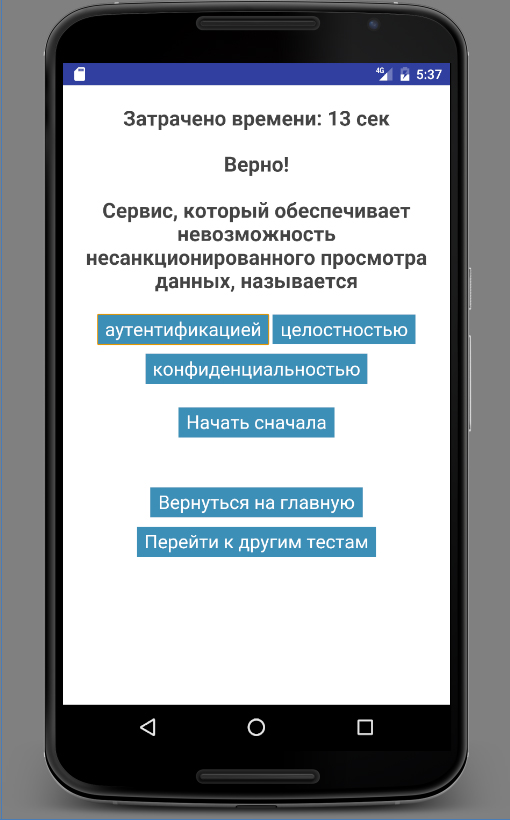 4G 5:37
Затрачено времени: 13 сек
Верно!
Сервис, который обеспечивает
невозможность
несанкционированного просмотра
данных, называется
аутентификацией целостностью
конфиденциальностью
Начать сначала
Вернуться на главную
Перейти к другим тестам